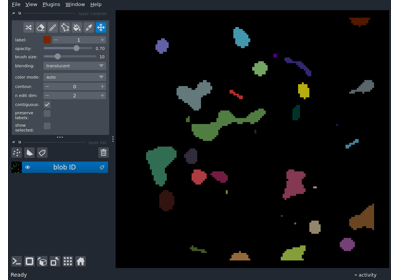 File View Plugins Window Help
label: 1
opacity: 0.70
brush size: 10
blending: translucent
color mode: auto
contour: 0
n edit dim: 2
contiguous: ✓
preserve
labels:
show
selected:
blob ID
Ready
activity